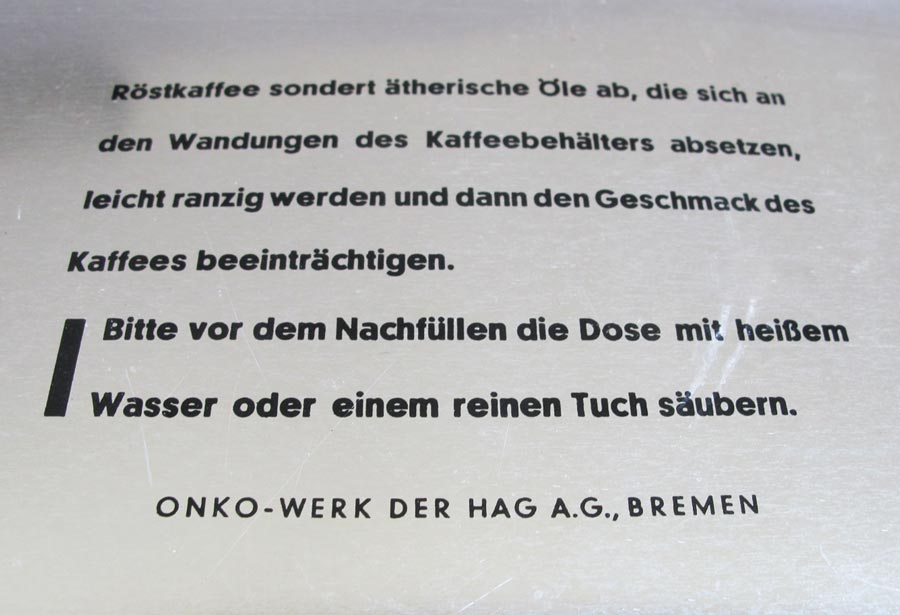 Röstkaffee sondert ätherische Öle ab, die sich an
den Wandungen des Kaffeebehälters absetzen,
leicht ranzig werden und dann den Geschmack des
Kaffees beeinträchtigen.
Bitte vor dem Nachfüllen die Dose mit heißem
Wasser oder einem reinen Tuch säubern.
ONKO-WERK DER HAG A.G., BREMEN